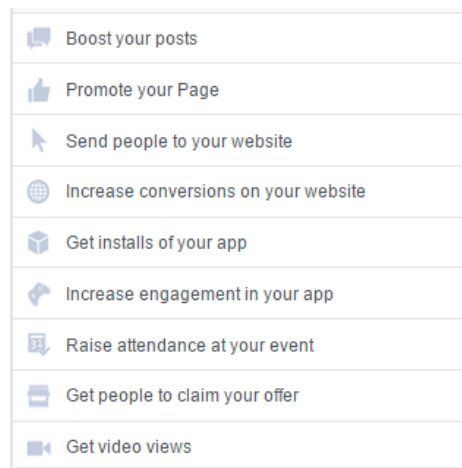 Boost your posts
Promote your Page
Send people to your website
Increase conversions on your website
Get installs of your app
Increase engagement in your app
31
Raise attendance at your event
Get people to claim your offer
Get video views